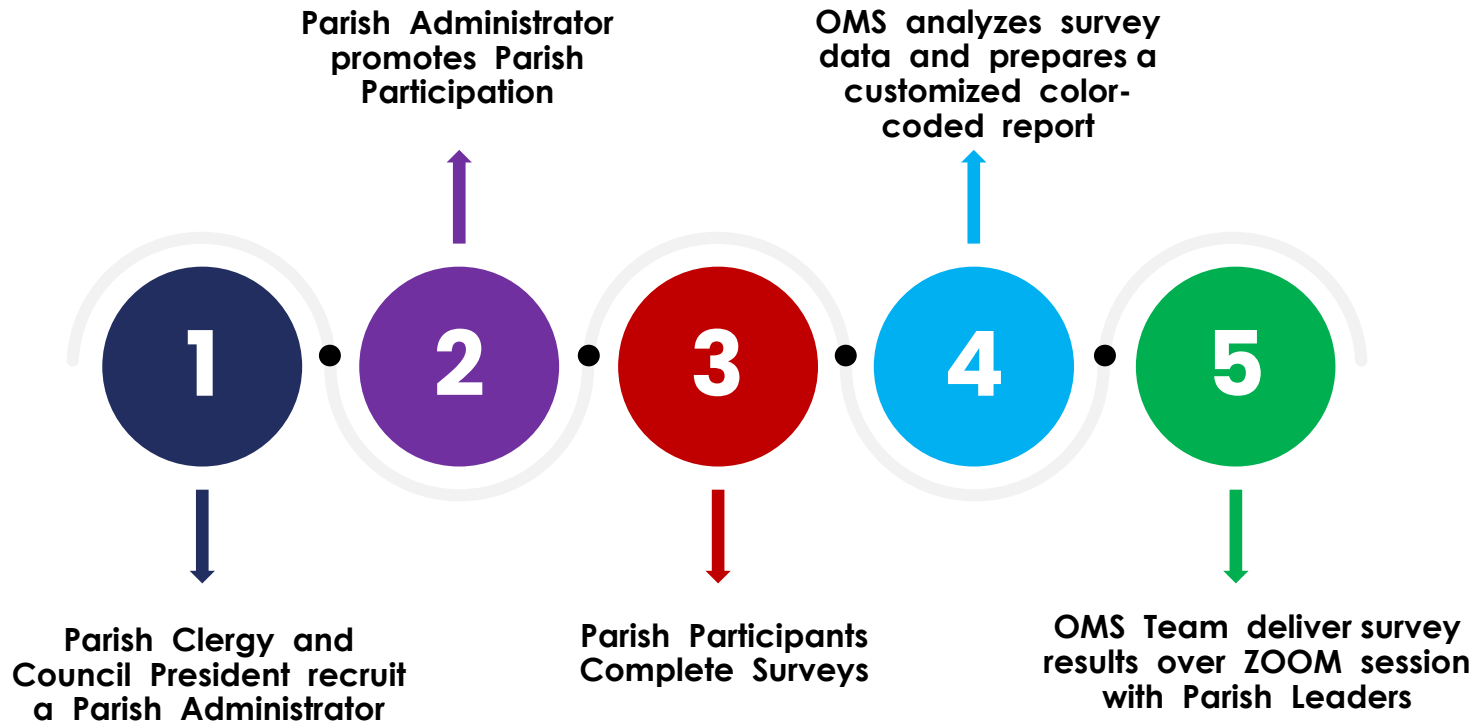 Parish Administrator
promotes Parish
Participation
OMS analyzes survey
data and prepares a
customized color-
coded report
1
2
3
4
5
Parish Clergy and
Council President recruit
a Parish Administrator
Parish Participants
Complete Surveys
OMS Team deliver survey
results over ZOOM session
with Parish Leaders